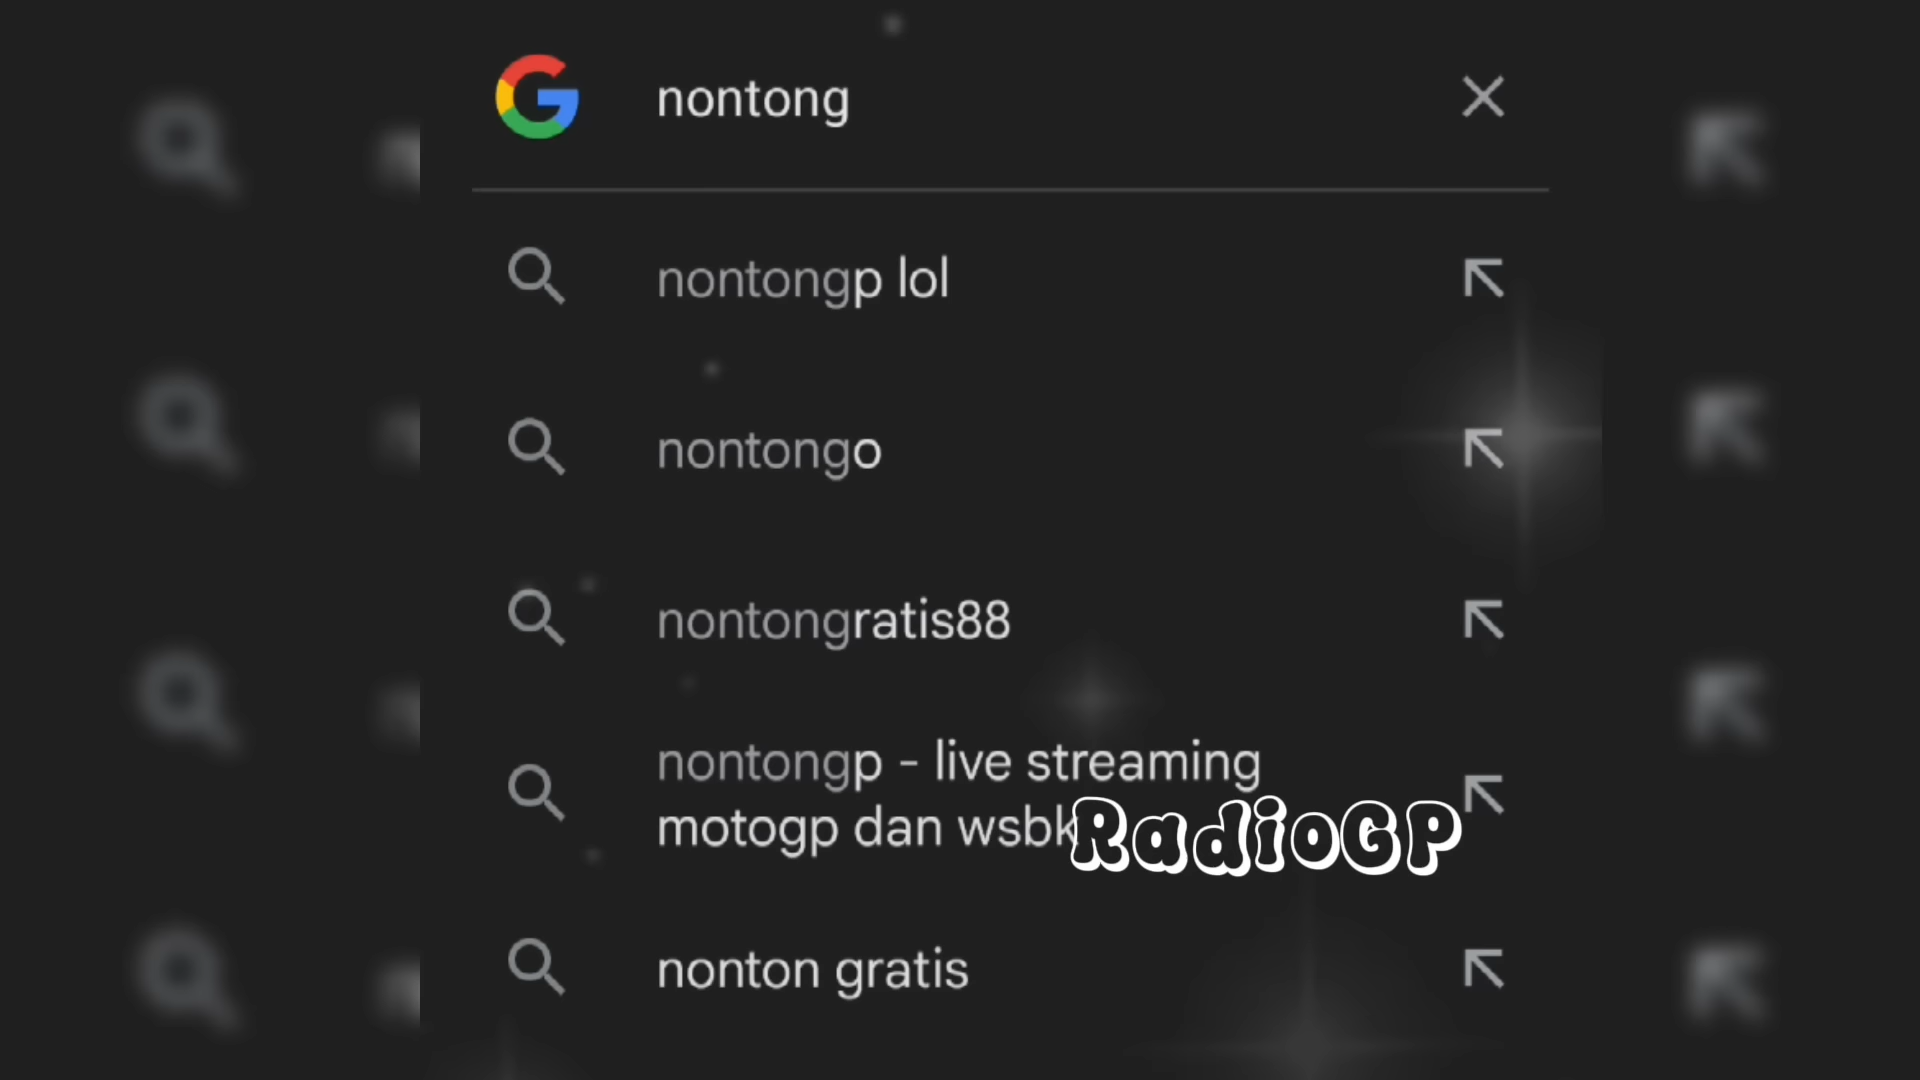 nontong
nontongp lol
nontongo
nontongratis88
nontongp - live streaming
motogp dan wsbk
RadioGP
nonton gratis